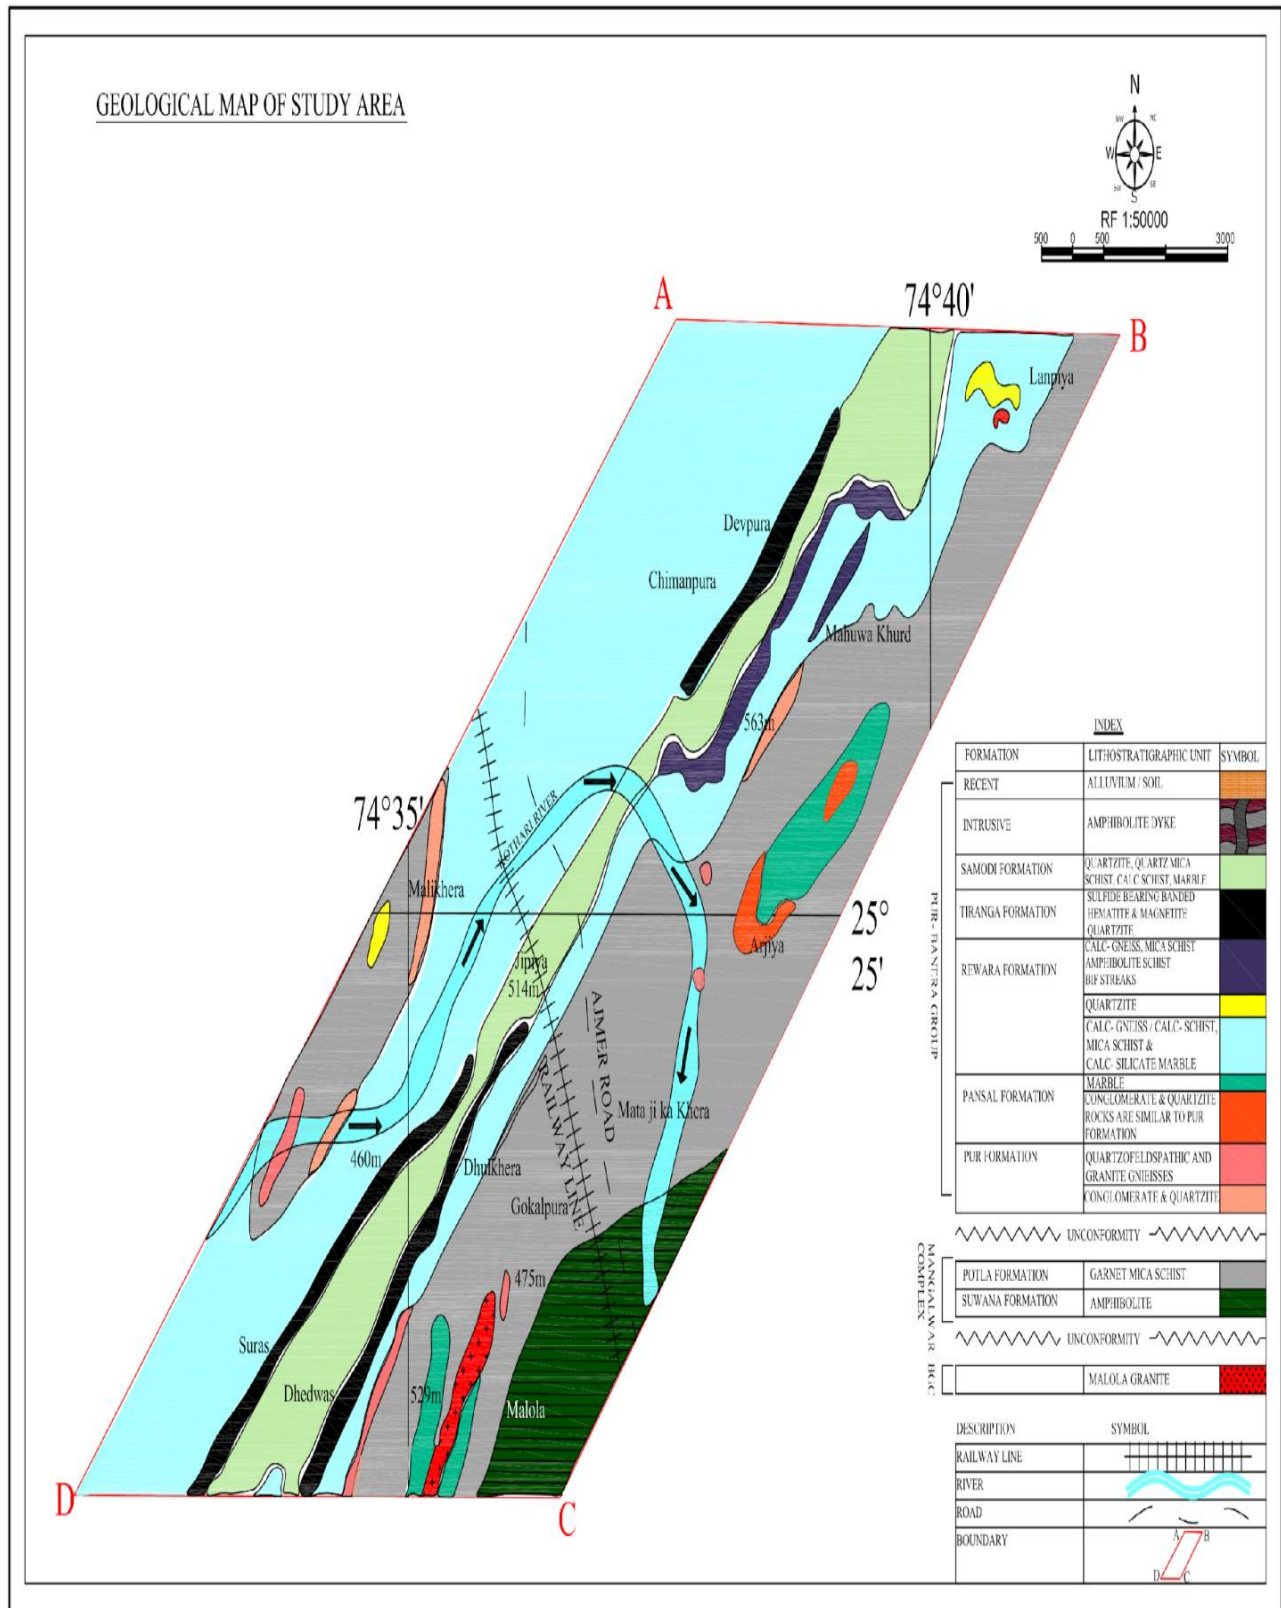 GEOLOGICAL MAP OF STUDY AREA
N
NW
NE
W
E
SW
SE
S
RF 1:50000
500 0 500 3000
A
74°40'
B
Lanpiya
Devpura
Chimanpura
Mahuwa Khurd
563m
74°35'
KOTHARI RIVER
Malikhera
25°
25'
Arjiya
Jipiya
514m
AJMER ROAD
RAILWAY LINE
Mata ji ka Khera
460m
Dhulkhera
Gokalpura
475m
Suras
Dhedwas
529m
Malola
D
C
INDEX
FORMATION LITHOSTRATIGRAPHIC UNIT SYMBOL
RECENT ALLUVIUM / SOIL
INTRUSIVE AMPHIBOLITE DYKE
SAMODI FORMATION QUARTZITE, QUARTZ MICA
SCHIST, CALC SCHIST, MARBLE
TIRANGA FORMATION SULFIDE BEARING BANDED
HEMATITE & MAGNETITE
QUARTZITE
REWARA FORMATION CALC- GNEISS, MICA SCHIST
AMPHIBOLITE SCHIST
BIF STREAKS
QUARTZITE
CALC- GNEISS / CALC- SCHIST,
MICA SCHIST &
CALC- SILICATE MARBLE
PANSAL FORMATION MARBLE
CONGLOMERATE & QUARTZITE
ROCKS ARE SIMILAR TO PUR
FORMATION
PUR FORMATION QUARTZOFELDSPATHIC AND
GRANITE GNIEISSES
CONGLOMERATE & QUARTZITE
PUR- BANERA GROUP
UNCONFORMITY
POTLA FORMATION GARNET MICA SCHIST
SUWANA FORMATION AMPHIBOLITE
MANGALWAR
COMPLEX
UNCONFORMITY
BGC
MALOLA GRANITE
DESCRIPTION SYMBOL
RAILWAY LINE
RIVER
ROAD
BOUNDARY
A B
D C